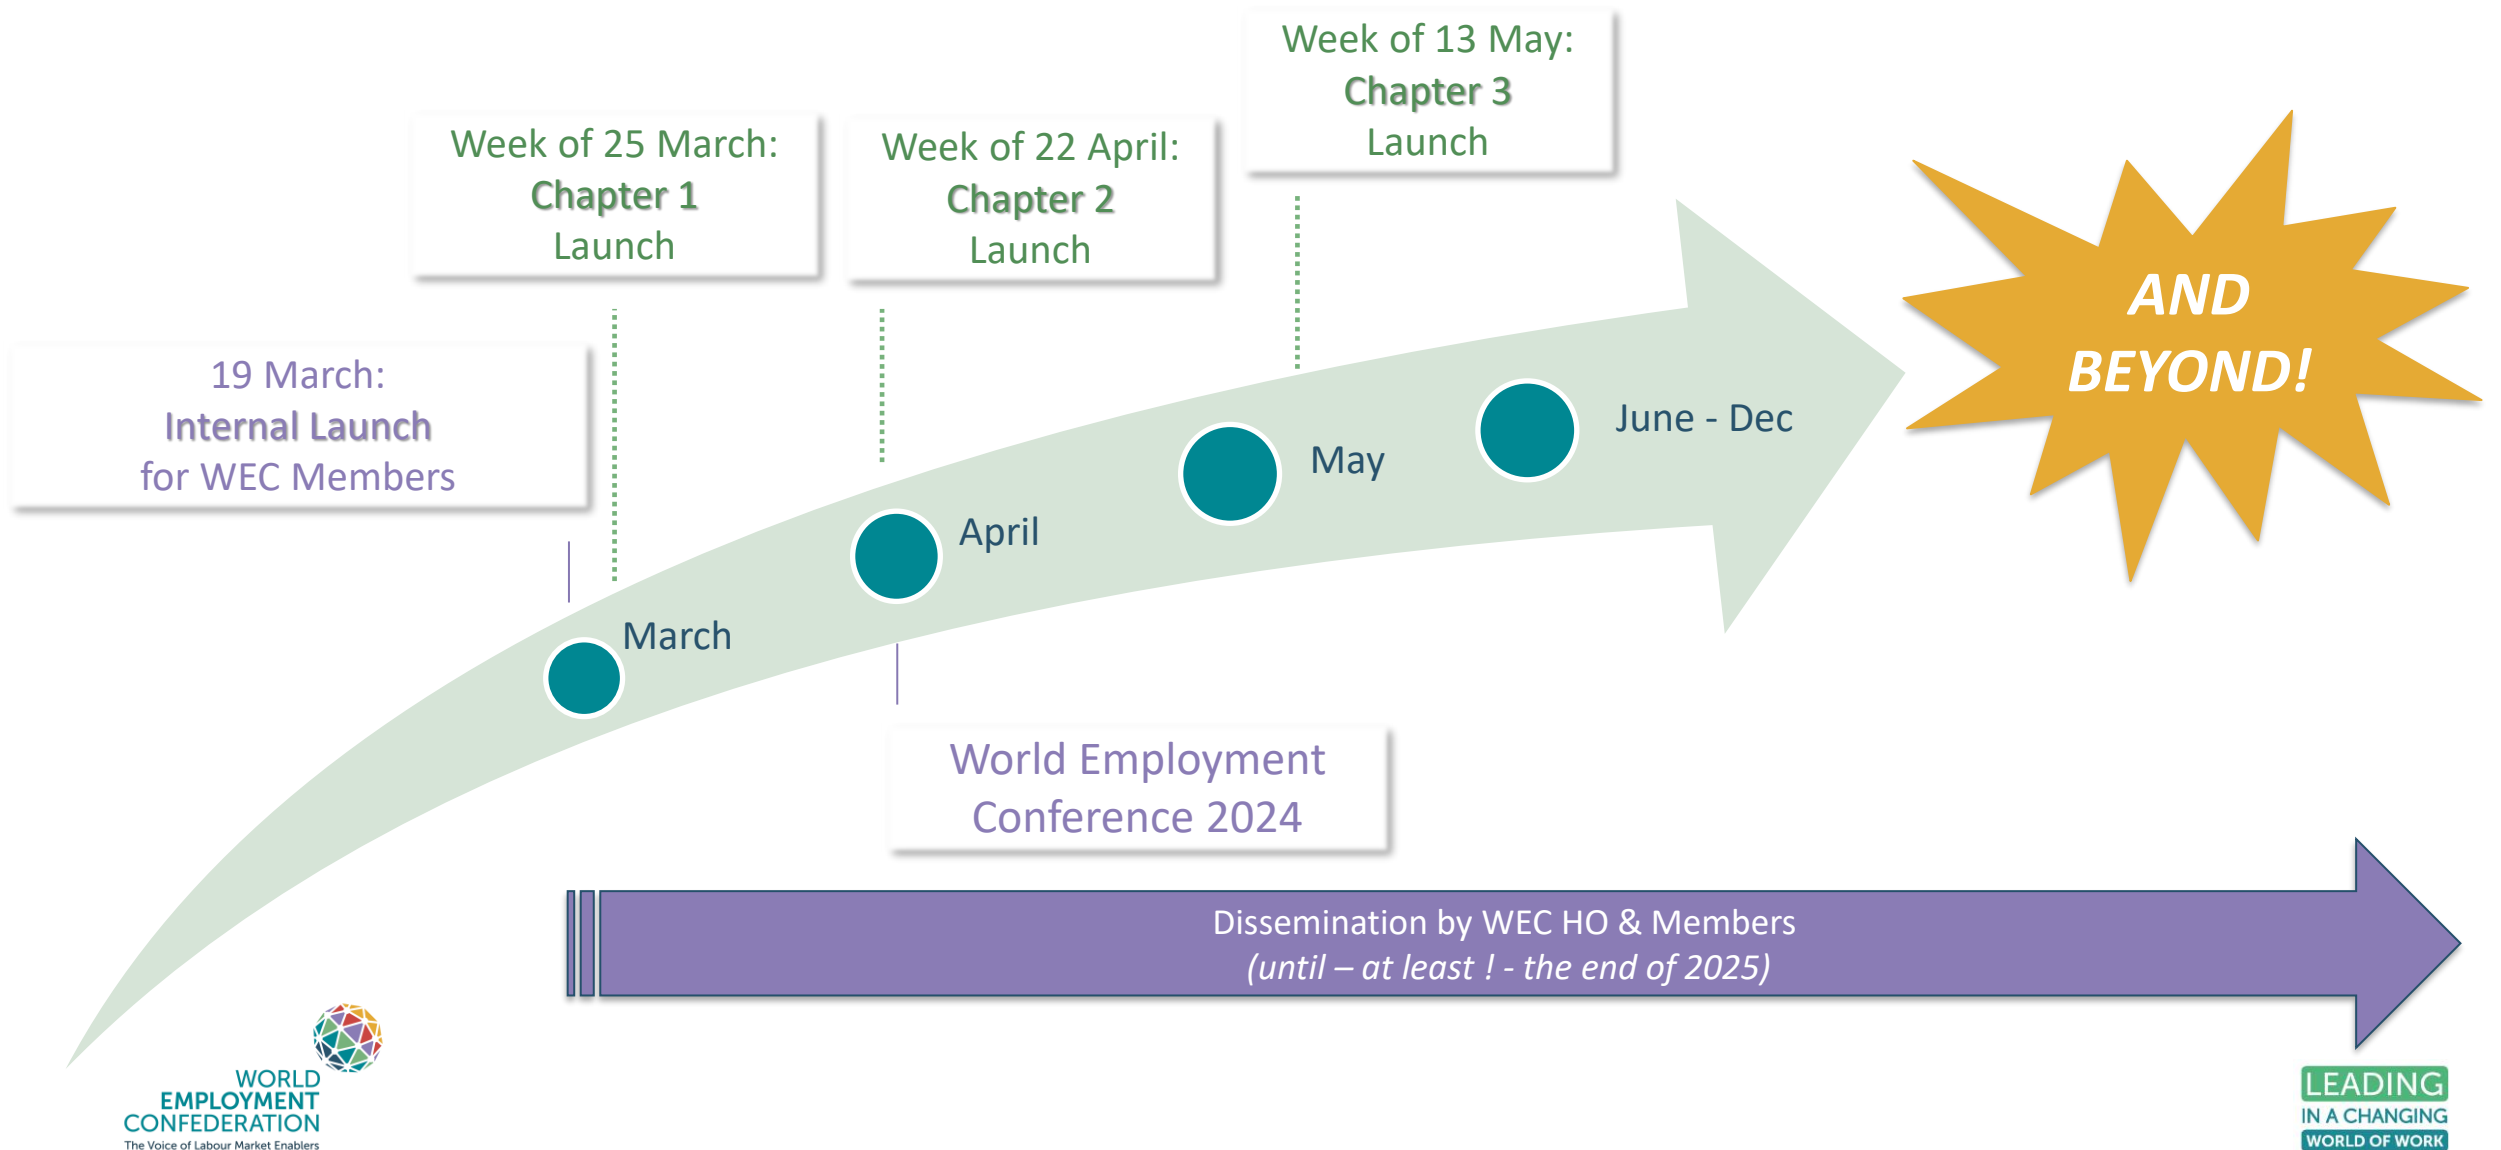 Week of 13 May:
Chapter 3
Launch
Week of 25 March:
Chapter 1
Launch
Week of 22 April:
Chapter 2
Launch
19 March:
Internal Launch
for WEC Members
AND
BEYOND!
June - Dec
May
April
March
World Employment
Conference 2024
Dissemination by WEC HO & Members
(until – at least ! - the end of 2025)
WORLD
EMPLOYMENT
CONFEDERATION
The Voice of Labour Market Enablers
LEADING
IN A CHANGING
WORLD OF WORK